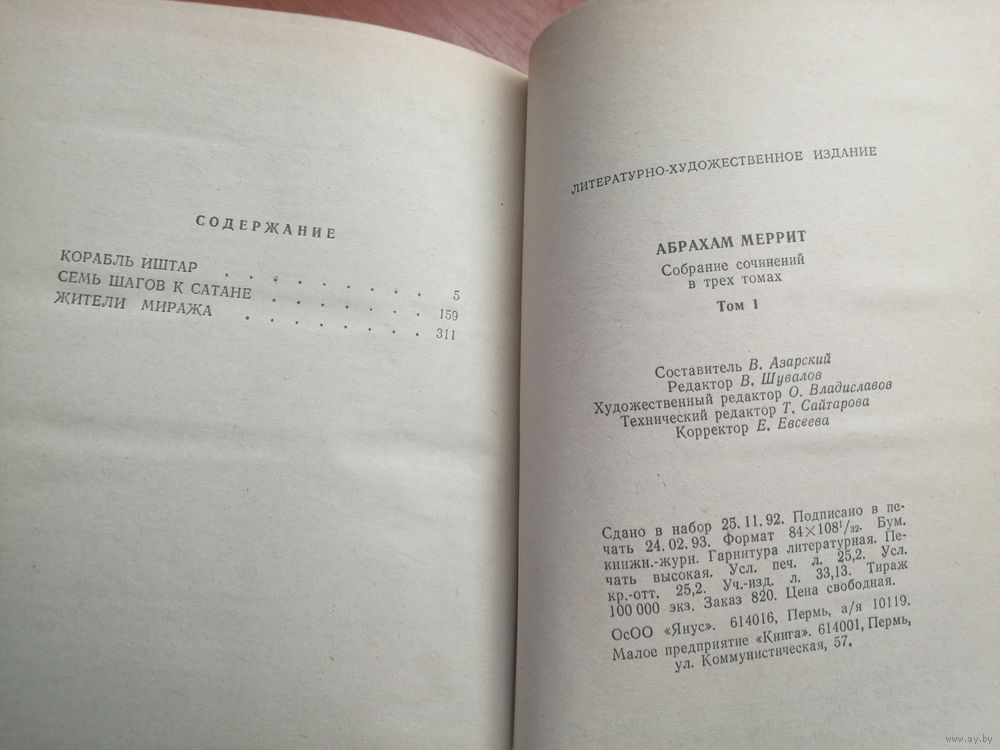 СОДЕРЖАНИЕ
КОРАБЛЬ ИШТАР . . . . . . . 5
СЕМЬ ШАГОВ К САТАНЕ . . . . . . 159
ЖИТЕЛИ МИРАЖА . . . . . . . . 311
ЛИТЕРАТУРНО-ХУДОЖЕСТВЕННОЕ ИЗДАНИЕ
АБРАХАМ МЕРРИТ
Собрание сочинений
в трех томах
Том 1
Составитель В. Азарский
Редактор В. Шувалов
Художественный редактор О. Владиславов
Технический редактор Т. Сайтарова
Корректор Е. Евсеева
Сдано в набор 25.11.92. Подписано в пе-
чать 24.02.93. Формат 84×108¹/₃₂. Бум.
книжн.-журн. Гарнитура литературная. Пе-
чать высокая. Усл. печ. л. 25,2. Усл.
кр.-отт. 25,2. Уч.-изд. л. 33,13. Тираж
100 000 экз. Заказ 820. Цена свободная.
ОсОО «Янус». 614016, Пермь, а/я 10119.
Малое предприятие «Книга». 614001, Пермь,
ул. Коммунистическая, 57.
www.ay.by